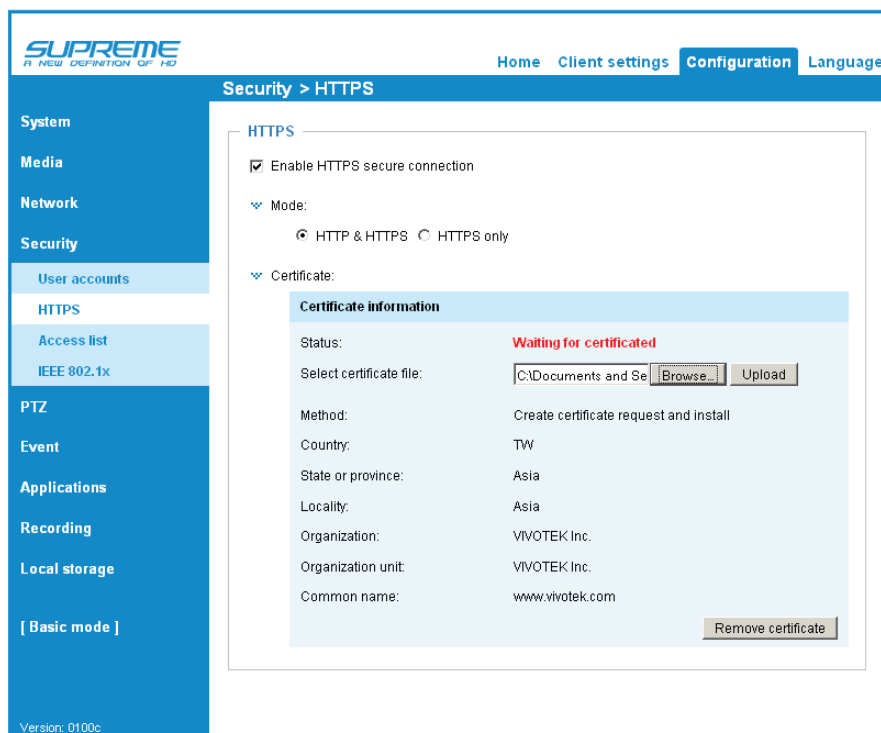 SUPREME
A NEW DEFINITION OF HD
Home Client settings Configuration Language
Security > HTTPS
System
Media
Network
Security
User accounts
HTTPS
Access list
IEEE 802.1x
PTZ
Event
Applications
Recording
Local storage
[ Basic mode ]
Version: 0100c
HTTPS
Enable HTTPS secure connection
Mode:
HTTP & HTTPS HTTPS only
Certificate:
Certificate information
Status: Waiting for certificated
Select certificate file: C:\Documents and Se Browse... Upload
Method: Create certificate request and install
Country: TW
State or province: Asia
Locality: Asia
Organization: VIVOTEK Inc.
Organization unit: VIVOTEK Inc.
Common name: www.vivotek.com
Remove certificate